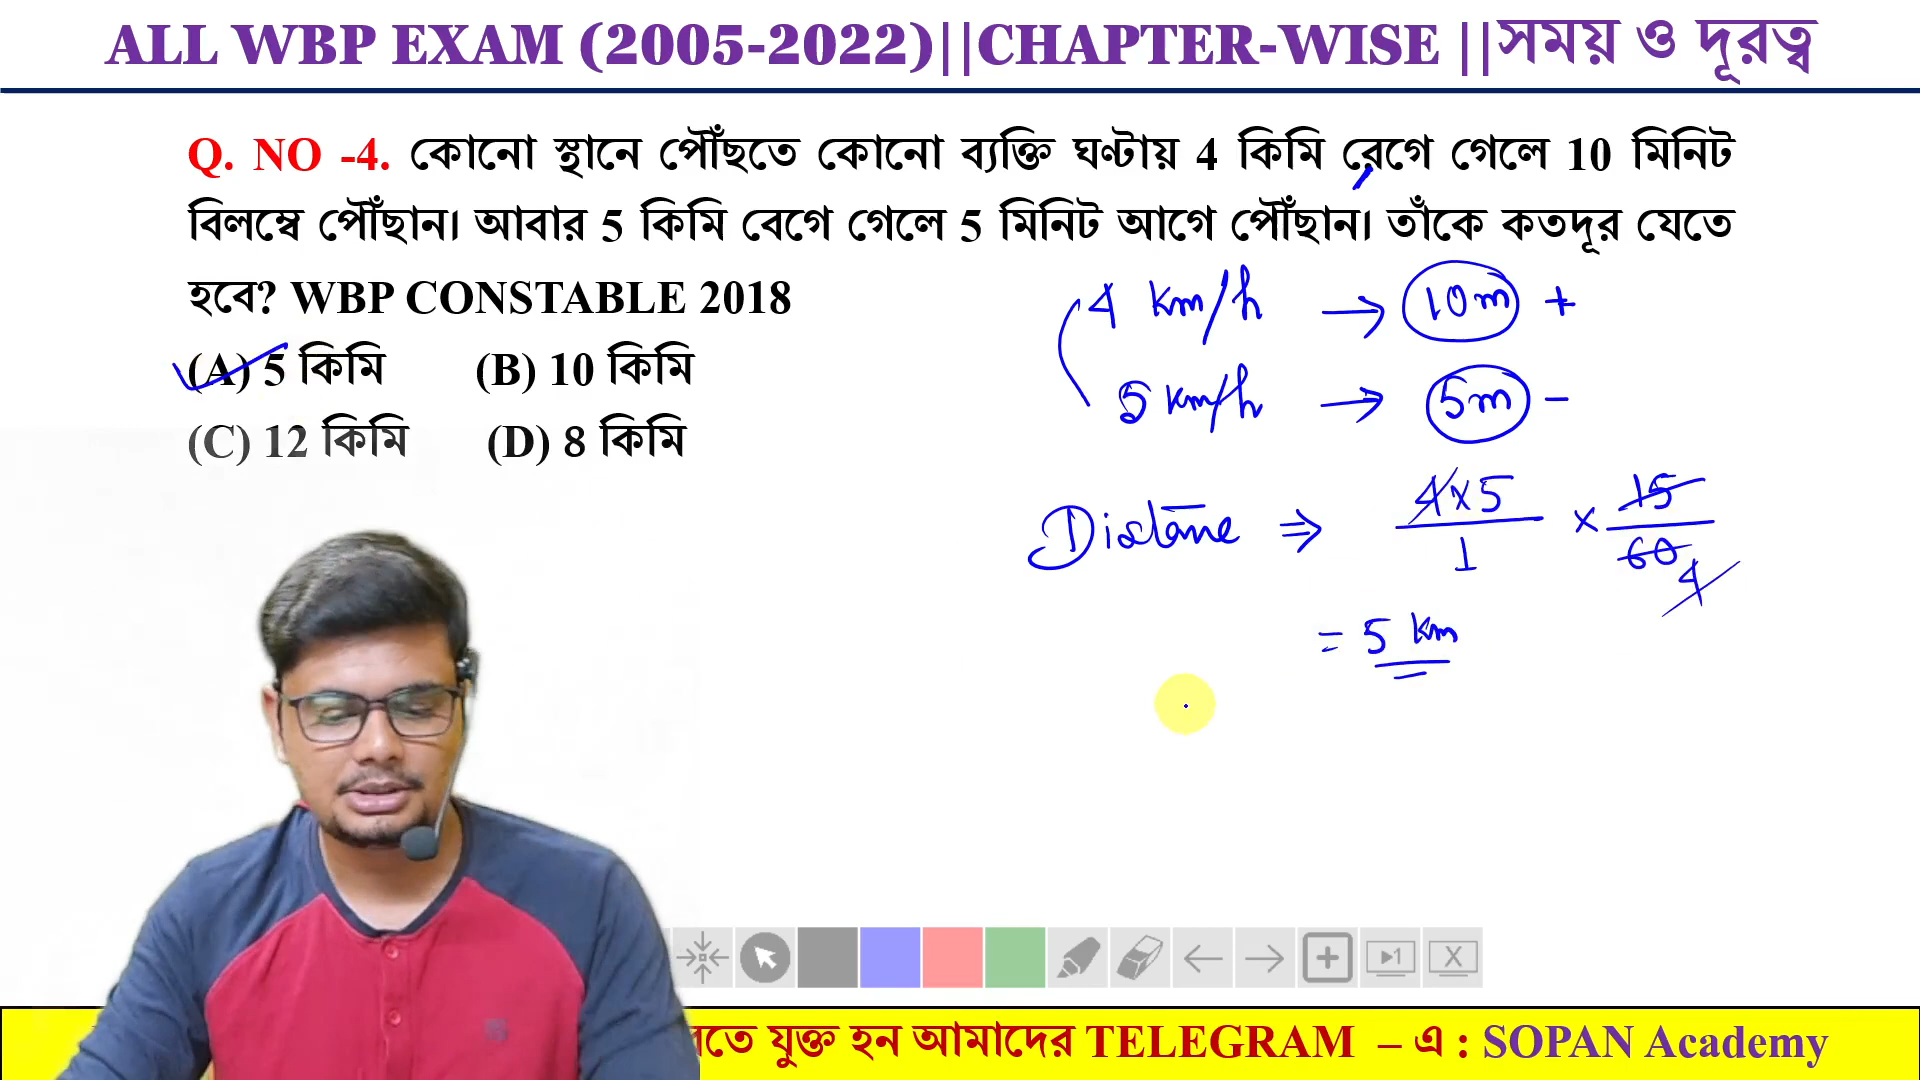 ALL WBP EXAM (2005-2022)||CHAPTER-WISE ||সময় ও দূরত্ব
Q. NO -4. কোনো স্থানে পৌঁছতে কোনো ব্যক্তি ঘণ্টায় 4 কিমি বেগে গেলে 10 মিনিট
বিলম্বে পৌঁছান। আবার 5 কিমি বেগে গেলে 5 মিনিট আগে পৌঁছান। তাঁকে কতদূর যেতে
হবে? WBP CONSTABLE 2018
(A) 5 কিমি (B) 10 কিমি
(C) 12 কিমি (D) 8 কিমি
4 km/h → 10m +
5 km/h → 5m −
Distance ⇒ 4×5/1 × 15/60 4
= 5 km
যুক্ত হন আমাদের TELEGRAM – এ : SOPAN Academy